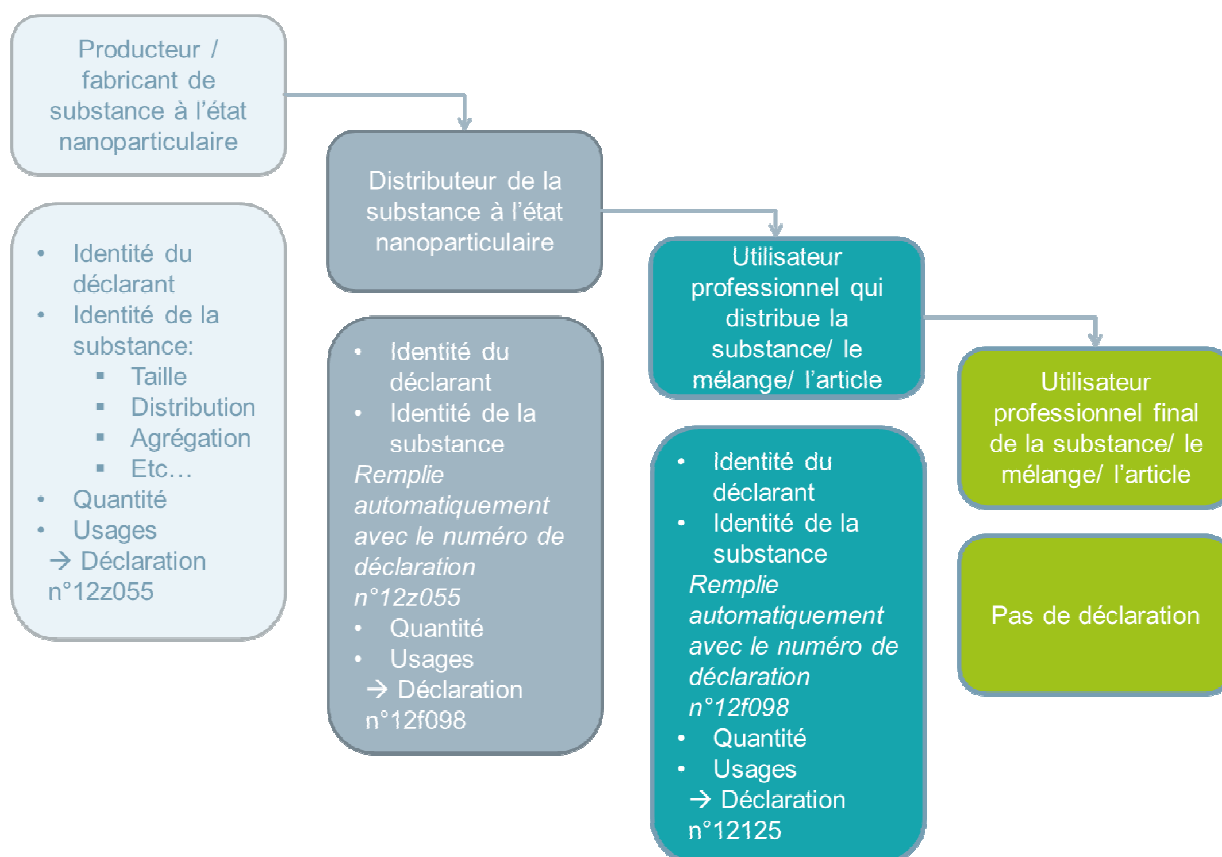 Producteur /
fabricant de
substance à l'état
nanoparticulaire
• Identité du
déclarant
• Identité de la
substance:
▪ Taille
▪ Distribution
▪ Agrégation
▪ Etc…
• Quantité
• Usages
→ Déclaration
n°12z055
Distributeur de la
substance à l'état
nanoparticulaire
• Identité du
déclarant
• Identité de la
substance
Remplie
automatiquement
avec le numéro de
déclaration
n°12z055
• Quantité
• Usages
→ Déclaration
n°12f098
Utilisateur
professionnel qui
distribue la
substance/ le
mélange/ l'article
• Identité du
déclarant
• Identité de la
substance
Remplie
automatiquement
avec le numéro de
déclaration
n°12f098
• Quantité
• Usages
→ Déclaration
n°12125
Utilisateur
professionnel final
de la substance/ le
mélange/ l'article
Pas de déclaration